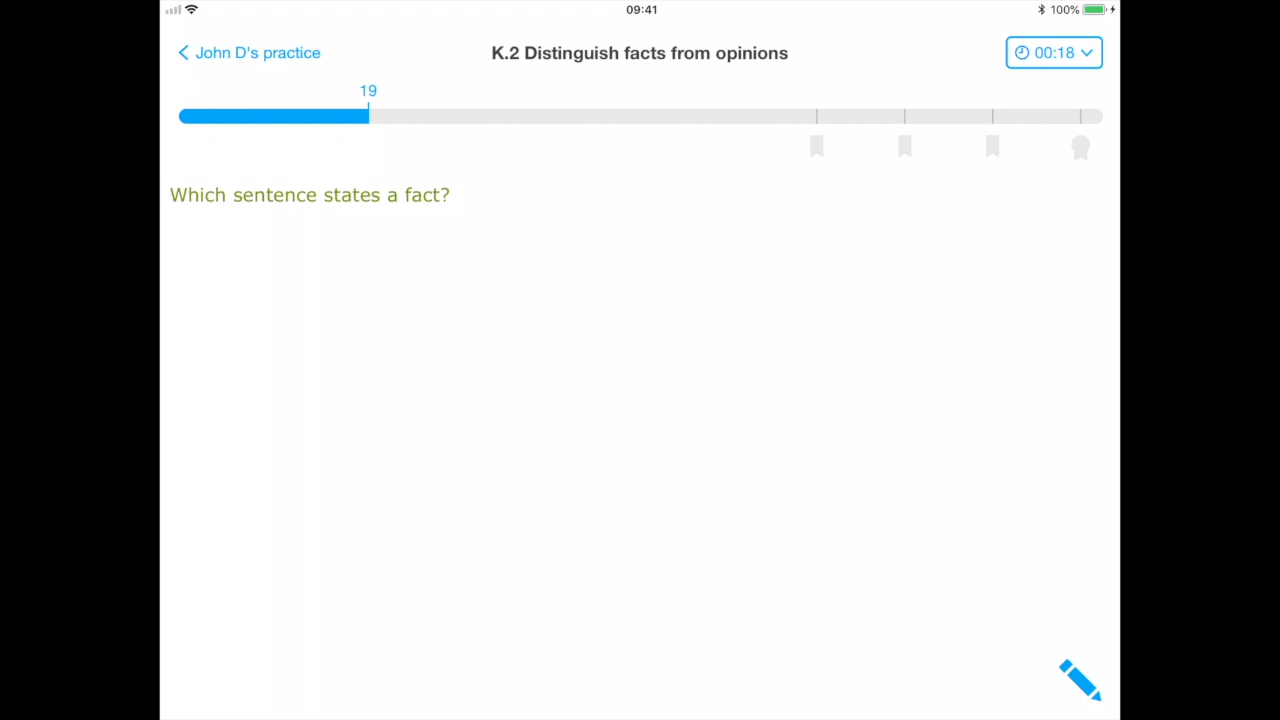 09:41
100%
John D's practice
K.2 Distinguish facts from opinions
00:18
19
Which sentence states a fact?